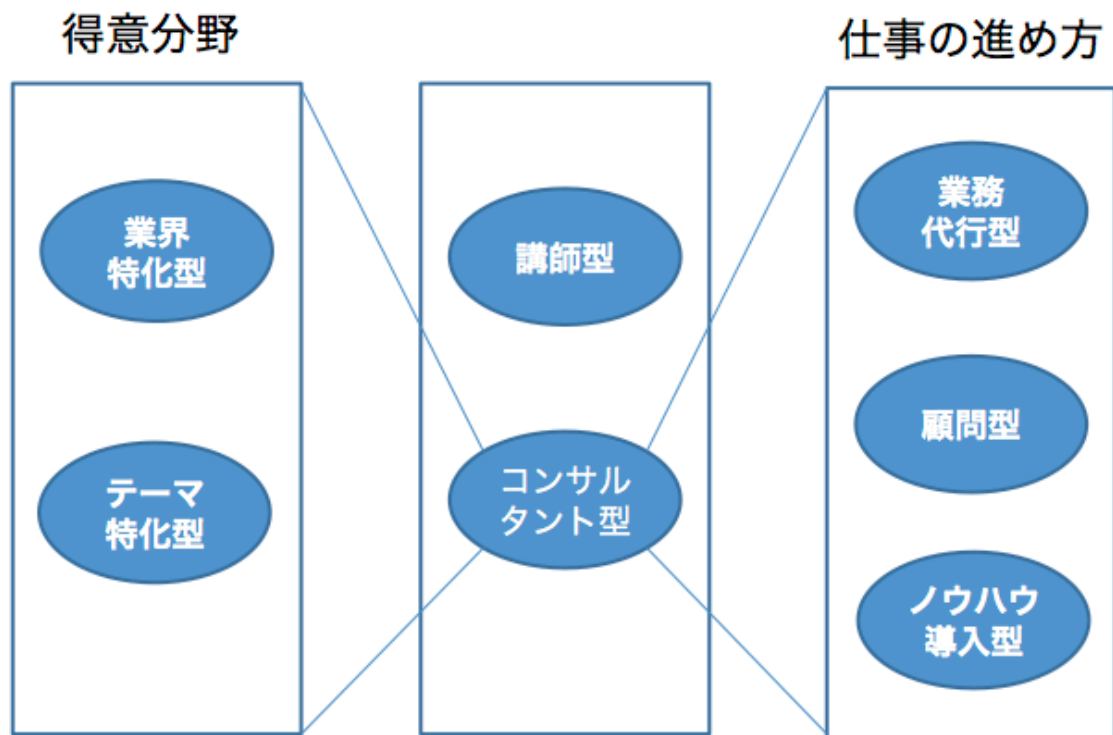 得意分野
仕事の進め方
業界
特化型
テーマ
特化型
講師型
コンサル
タント型
業務
代行型
顧問型
ノウハウ
導入型